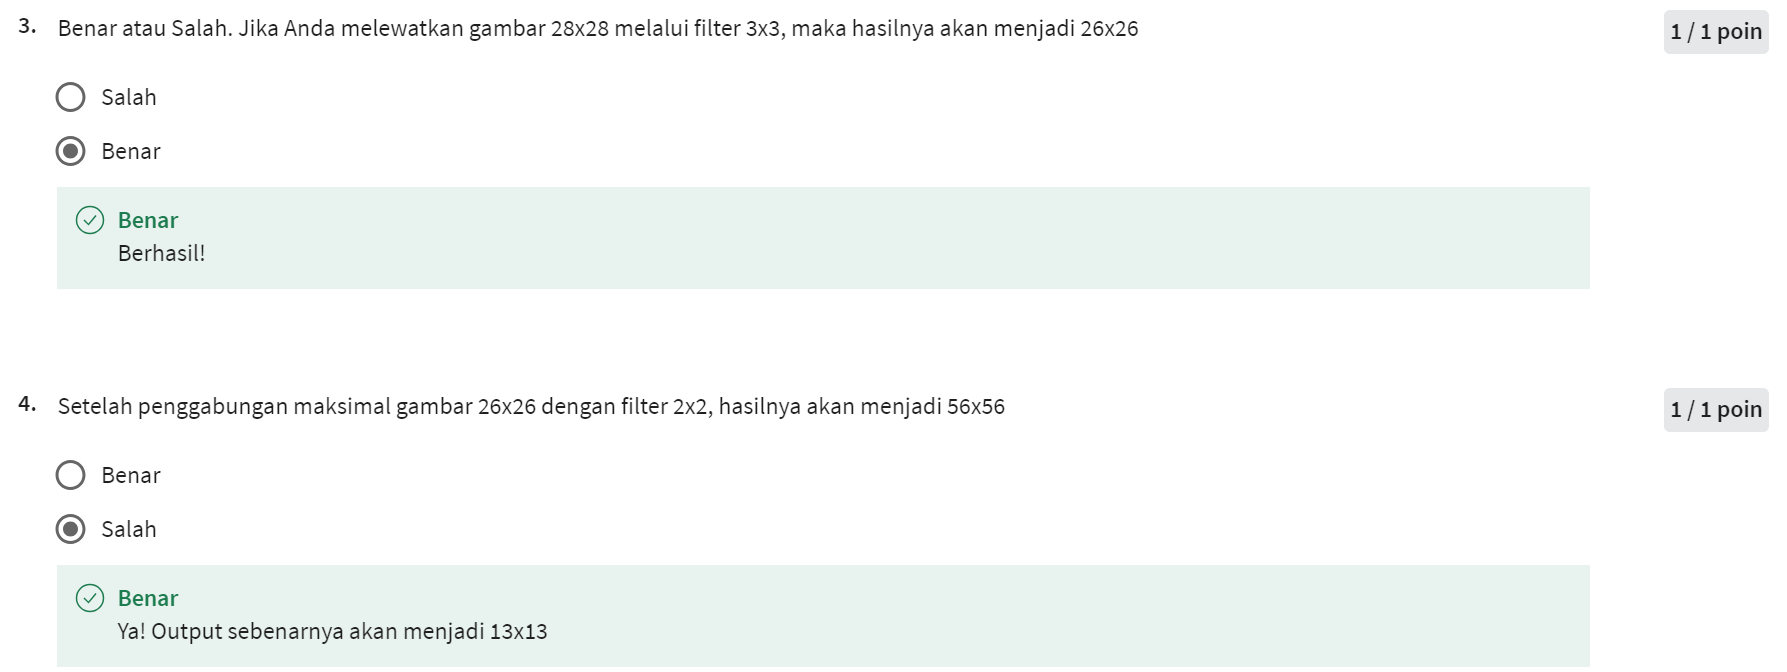 3. Benar atau Salah. Jika Anda melewatkan gambar 28x28 melalui filter 3x3, maka hasilnya akan menjadi 26x26
1 / 1 poin
Salah
Benar
Benar
Berhasil!
4. Setelah penggabungan maksimal gambar 26x26 dengan filter 2x2, hasilnya akan menjadi 56x56
1 / 1 poin
Benar
Salah
Benar
Ya! Output sebenarnya akan menjadi 13x13